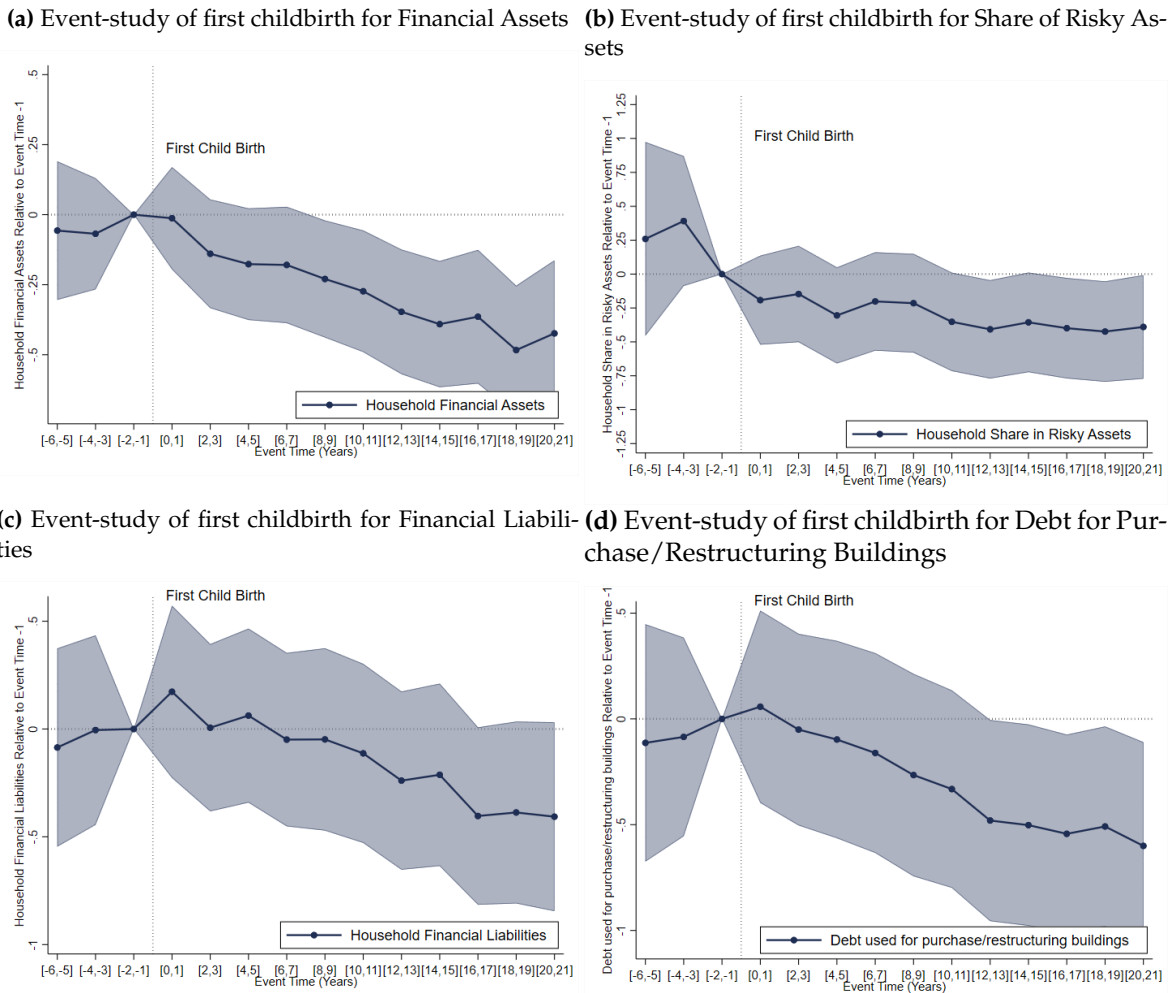 (a) Event-study of first childbirth for Financial Assets
Household Financial Assets Relative to Event Time -1
.5
.25
0
-.25
-.5
First Child Birth
Household Financial Assets
[-6,-5] [-4,-3] [-2,-1] [0,1] [2,3] [4,5] [6,7] [8,9] [10,11] [12,13] [14,15] [16,17] [18,19] [20,21]
Event Time (Years)
(b) Event-study of first childbirth for Share of Risky As-
sets
Household Share in Risky Assets Relative to Event Time -1
1.25
1
.75
.5
.25
0
-.25
-.5
-.75
-1
-1.25
First Child Birth
Household Share in Risky Assets
[-6,-5] [-4,-3] [-2,-1] [0,1] [2,3] [4,5] [6,7] [8,9] [10,11] [12,13] [14,15] [16,17] [18,19] [20,21]
Event Time (Years)
(c) Event-study of first childbirth for Financial Liabili-
ties
Household Financial Liabilities Relative to Event Time -1
.5
0
-.5
-1
First Child Birth
Household Financial Liabilities
[-6,-5] [-4,-3] [-2,-1] [0,1] [2,3] [4,5] [6,7] [8,9] [10,11] [12,13] [14,15] [16,17] [18,19] [20,21]
Event Time (Years)
(d) Event-study of first childbirth for Debt for Pur-
chase/Restructuring Buildings
Debt used for purchase/restructuring buildings Relative to Event Time -1
.5
0
-.5
-1
First Child Birth
Debt used for purchase/restructuring buildings
[-6,-5] [-4,-3] [-2,-1] [0,1] [2,3] [4,5] [6,7] [8,9] [10,11] [12,13] [14,15] [16,17] [18,19] [20,21]
Event Time (Years)